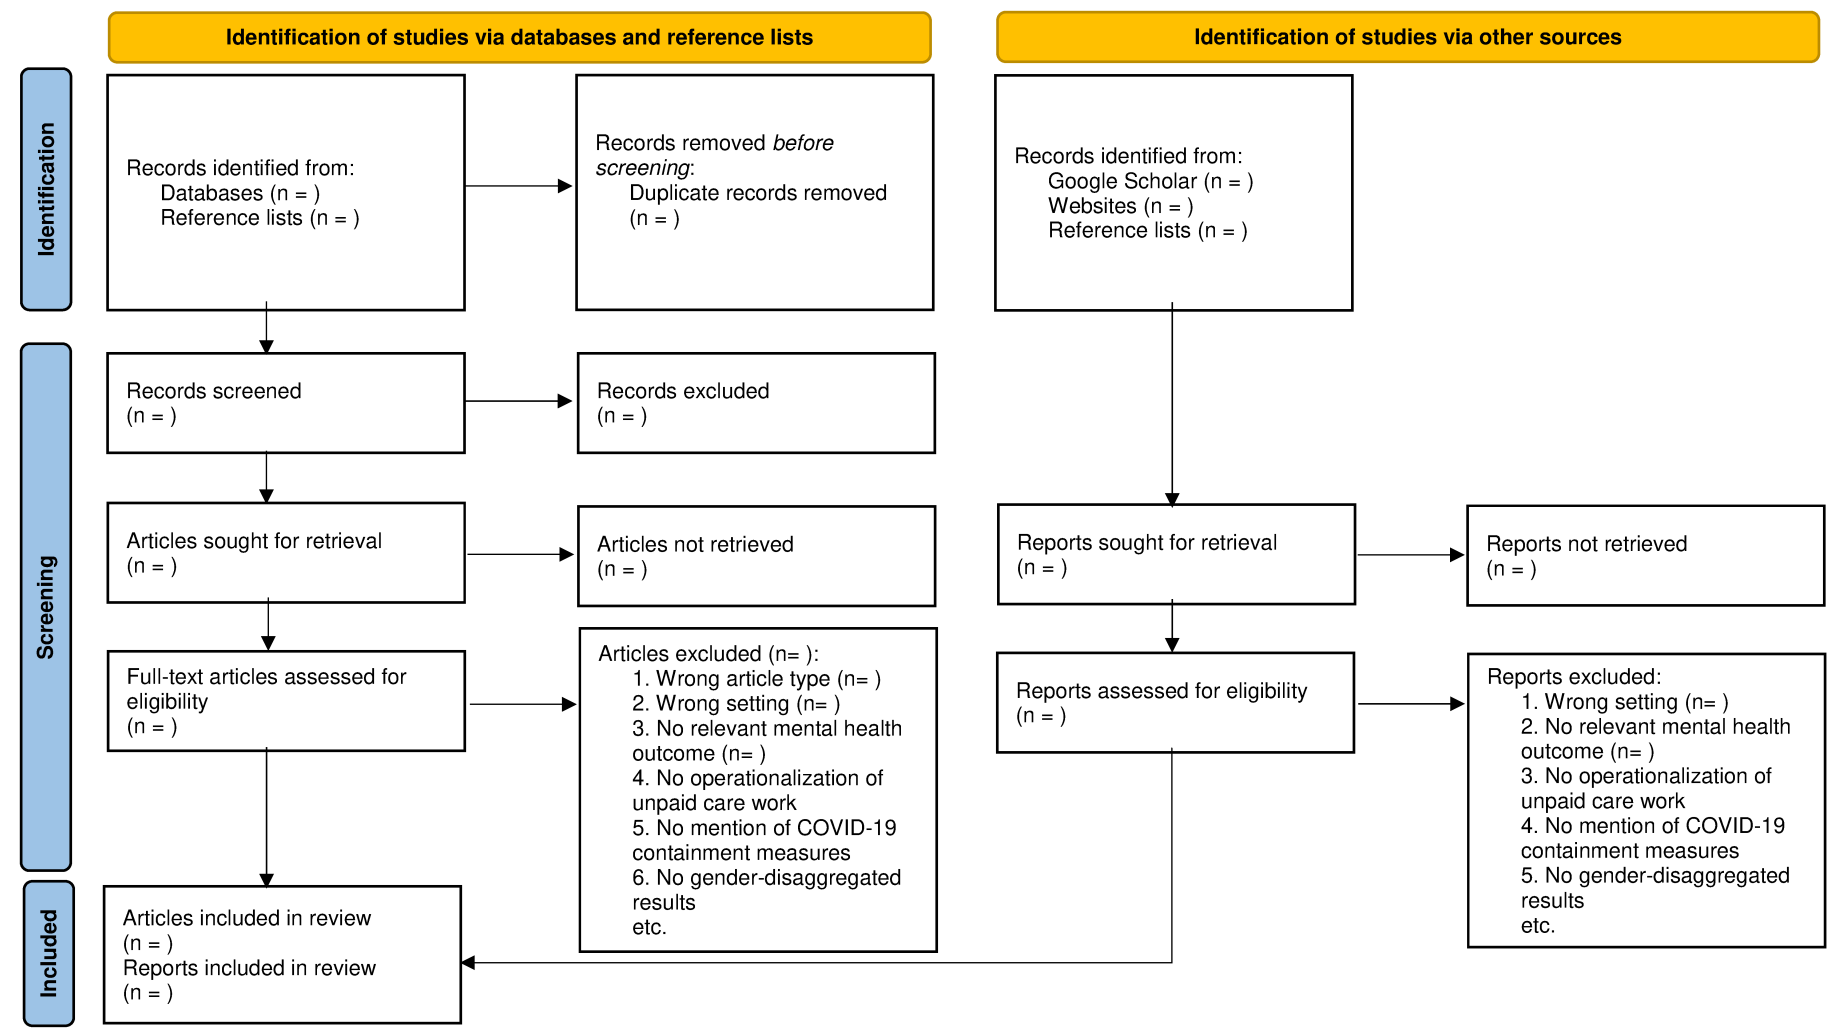 Identification of studies via databases and reference lists
Identification of studies via other sources
Identification
Records identified from:
Databases (n = )
Reference lists (n = )
Records removed before
screening:
Duplicate records removed
(n = )
Records identified from:
Google Scholar (n = )
Websites (n = )
Reference lists (n = )
Screening
Records screened
(n = )
Records excluded
(n = )
Articles sought for retrieval
(n = )
Articles not retrieved
(n = )
Reports sought for retrieval
(n = )
Reports not retrieved
(n = )
Full-text articles assessed for
eligibility
(n = )
Articles excluded (n= ):
1. Wrong article type (n= )
2. Wrong setting (n= )
3. No relevant mental health
outcome (n= )
4. No operationalization of
unpaid care work
5. No mention of COVID-19
containment measures
6. No gender-disaggregated
results
etc.
Reports assessed for eligibility
(n = )
Reports excluded:
1. Wrong setting (n= )
2. No relevant mental health
outcome (n= )
3. No operationalization of
unpaid care work
4. No mention of COVID-19
containment measures
5. No gender-disaggregated
results
etc.
Included
Articles included in review
(n = )
Reports included in review
(n = )